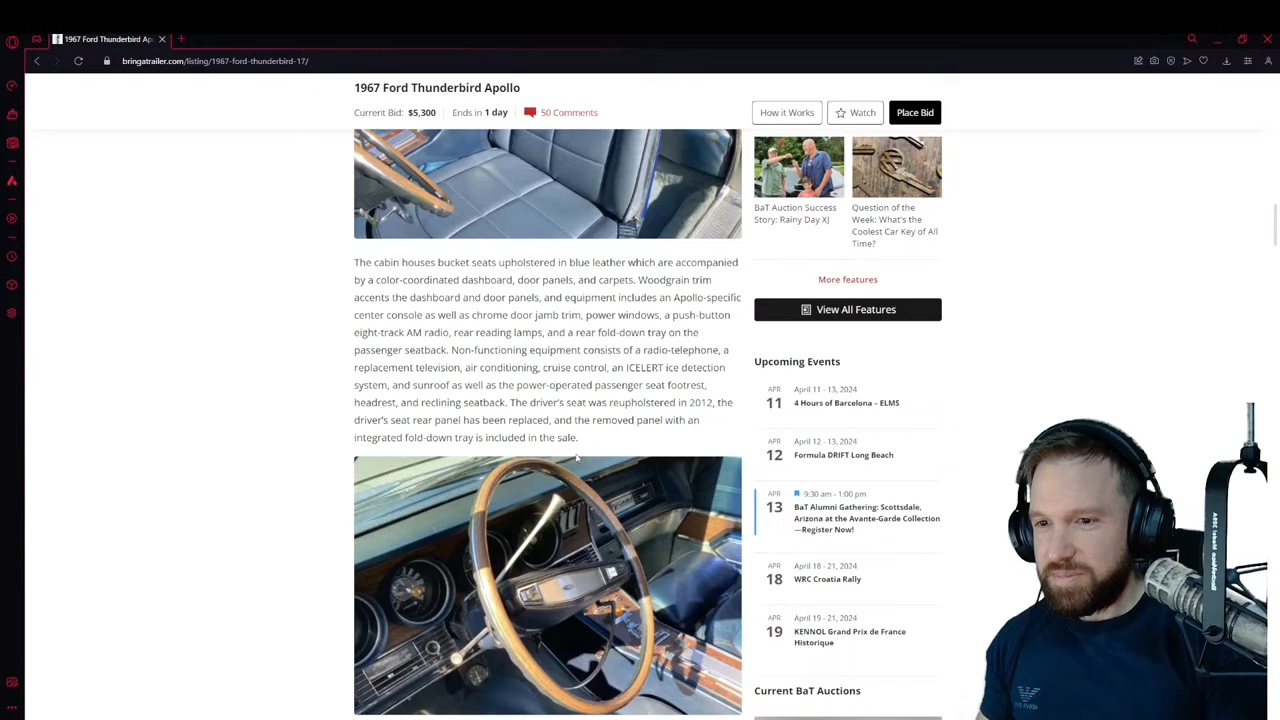 1967 Ford Thunderbird Ap
bringatrailer.com/listing/1967-ford-thunderbird-17/
1967 Ford Thunderbird Apollo
Current Bid: $5,300 Ends in 1 day 50 Comments
How it Works Watch Place Bid
The cabin houses bucket seats upholstered in blue leather which are accompanied
by a color-coordinated dashboard, door panels, and carpets. Woodgrain trim
accents the dashboard and door panels, and equipment includes an Apollo-specific
center console as well as chrome door jamb trim, power windows, a push-button
eight-track AM radio, rear reading lamps, and a rear fold-down tray on the
passenger seatback. Non-functioning equipment consists of a radio-telephone, a
replacement television, air conditioning, cruise control, an ICELERT ice detection
system, and sunroof as well as the power-operated passenger seat footrest,
headrest, and reclining seatback. The driver's seat was reupholstered in 2012, the
driver's seat rear panel has been replaced, and the removed panel with an
integrated fold-down tray is included in the sale.
BaT Auction Success
Story: Rainy Day XJ
Question of the
Week: What's the
Coolest Car Key of All
Time?
More features
View All Features
Upcoming Events
APR
11
April 11 - 13, 2024
4 Hours of Barcelona – ELMS
APR
12
April 12 - 13, 2024
Formula DRIFT Long Beach
APR
13
9:30 am - 1:00 pm
BaT Alumni Gathering: Scottsdale,
Arizona at the Avante-Garde Collection
—Register Now!
APR
18
April 18 - 21, 2024
WRC Croatia Rally
APR
19
April 19 - 21, 2024
KENNOL Grand Prix de France
Historique
Current BaT Auctions